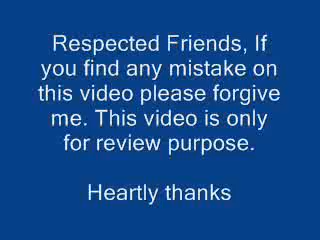 Respected Friends, If
you find any mistake on
this video please forgive
me. This video is only
for review purpose.
Heartly thanks